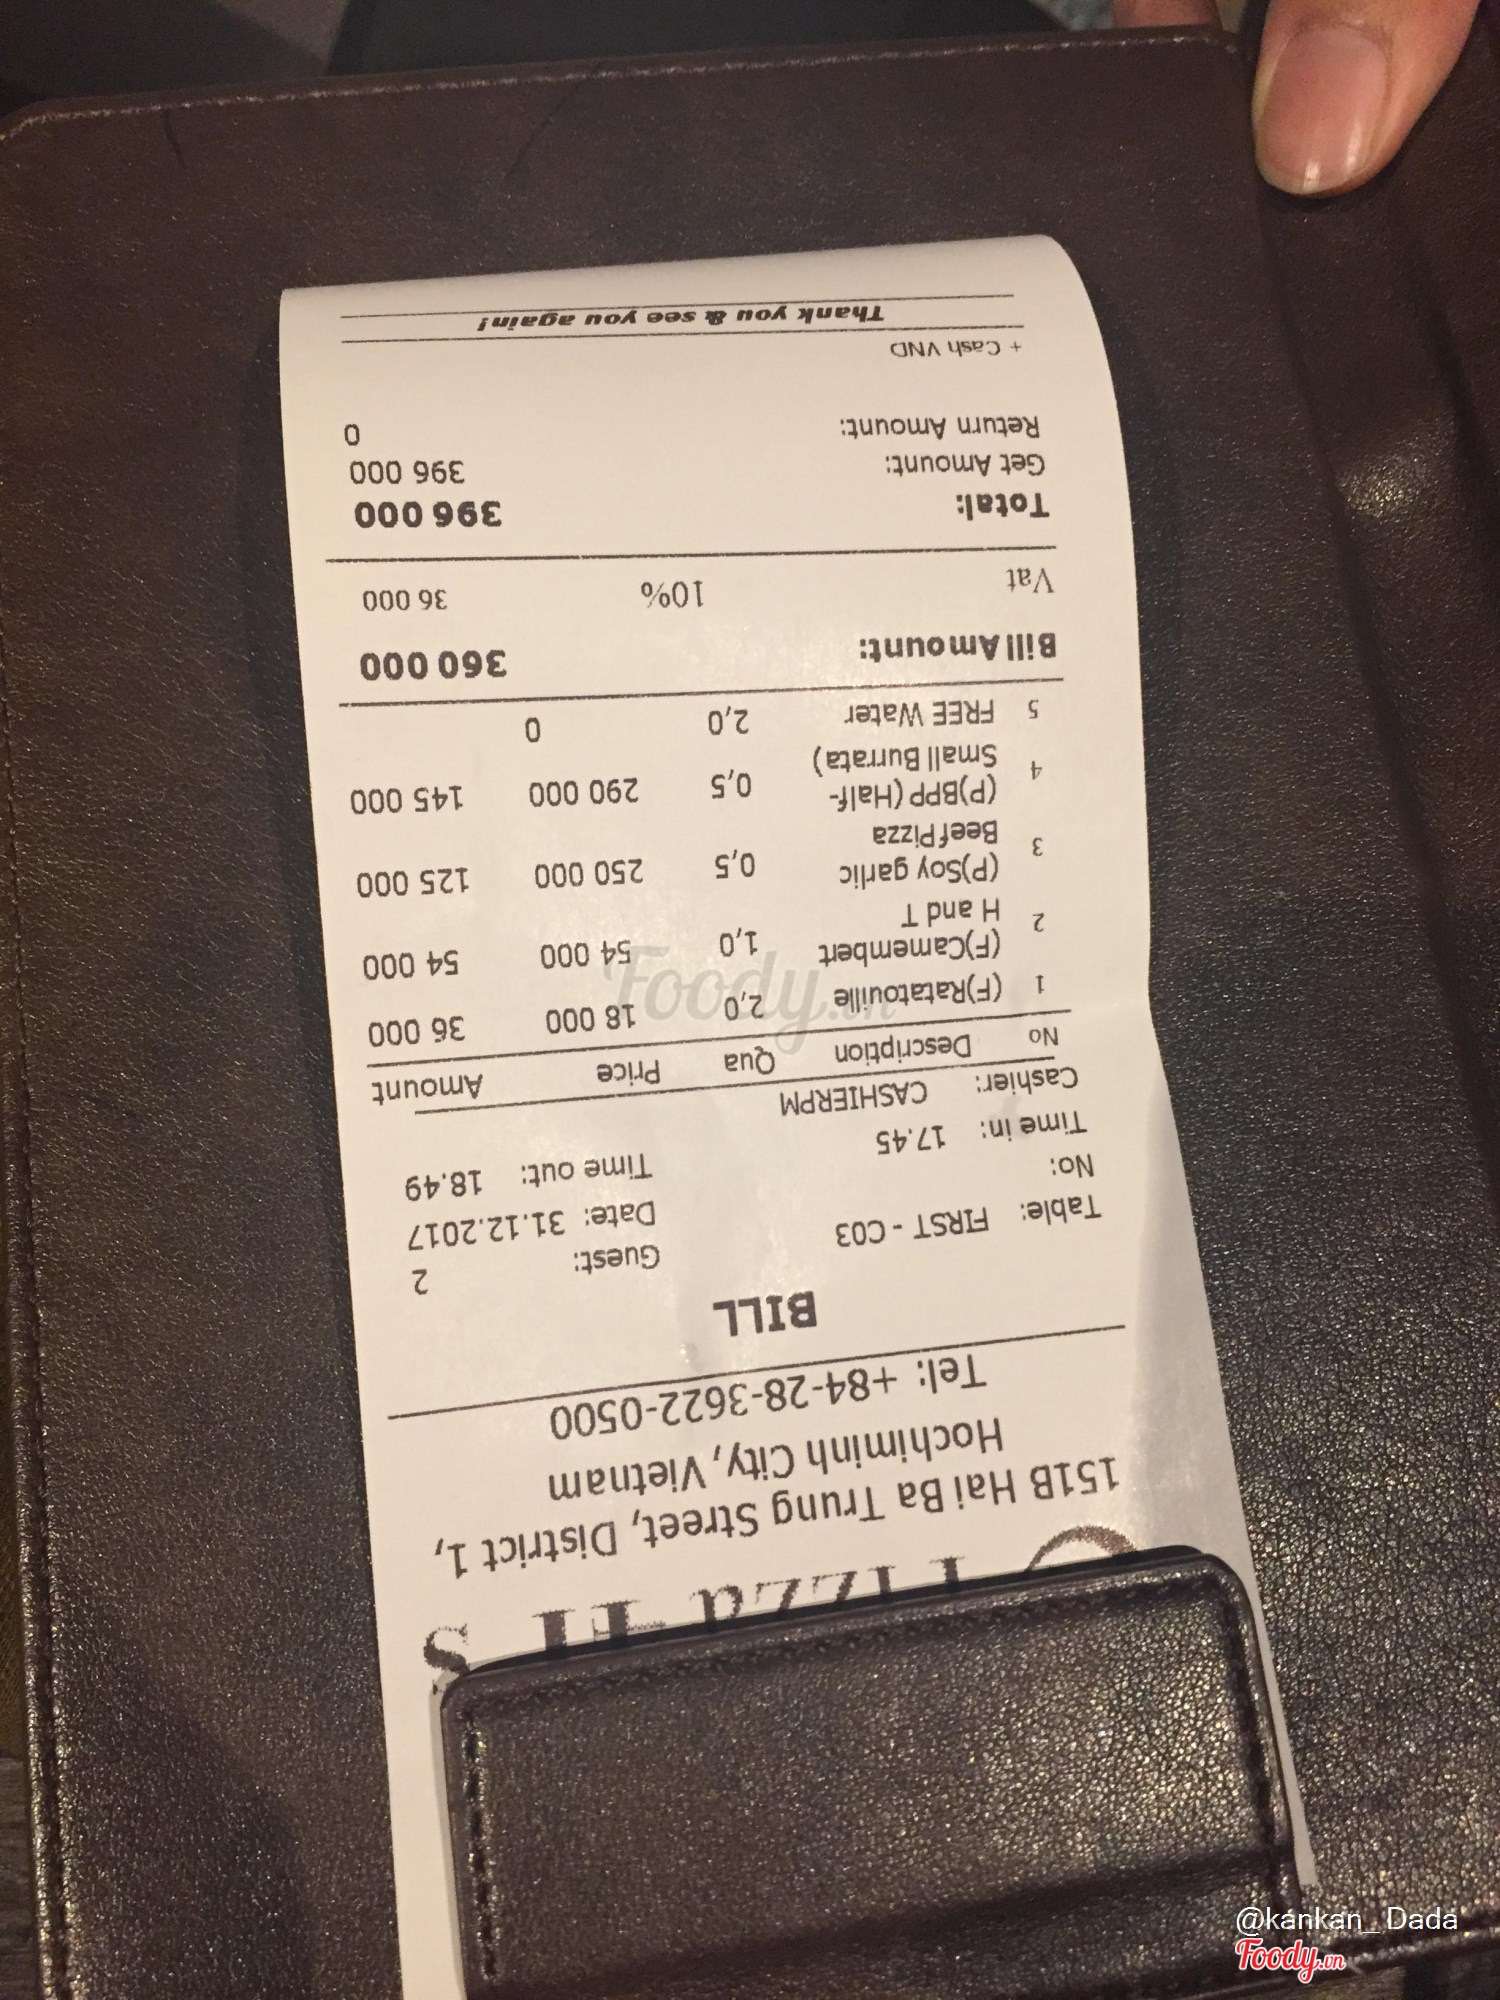 Pizza
151B Hai Ba Trung Street, District 1,
Hochiminh City, Vietnam
Tel: +84-28-3622-0500
BILL
Guest: 2
Table: FIRST - C03 Date: 31.12.2017
No:
Time in: 17.45 Time out: 18.49
Cashier: CASHIERPM
No Description Qua Price Amount
1 (F)Ratatouille 2,0 18 000 36 000
2 (F)Camembert 1,0 54 000 54 000
H and T
3 (P)Soy garlic 0,5 250 000 125 000
BeefPizza
4 (P)BPP (Half- 0,5 290 000 145 000
Small Burrata)
5 FREE Water 2,0 0
Bill Amount: 360 000
Vat 10% 36 000
Total: 396 000
Get Amount: 396 000
Return Amount: 0
+ Cash VND
Thank you & see you again!
Foody.vn
@kankan_ Dada
Foody.vn